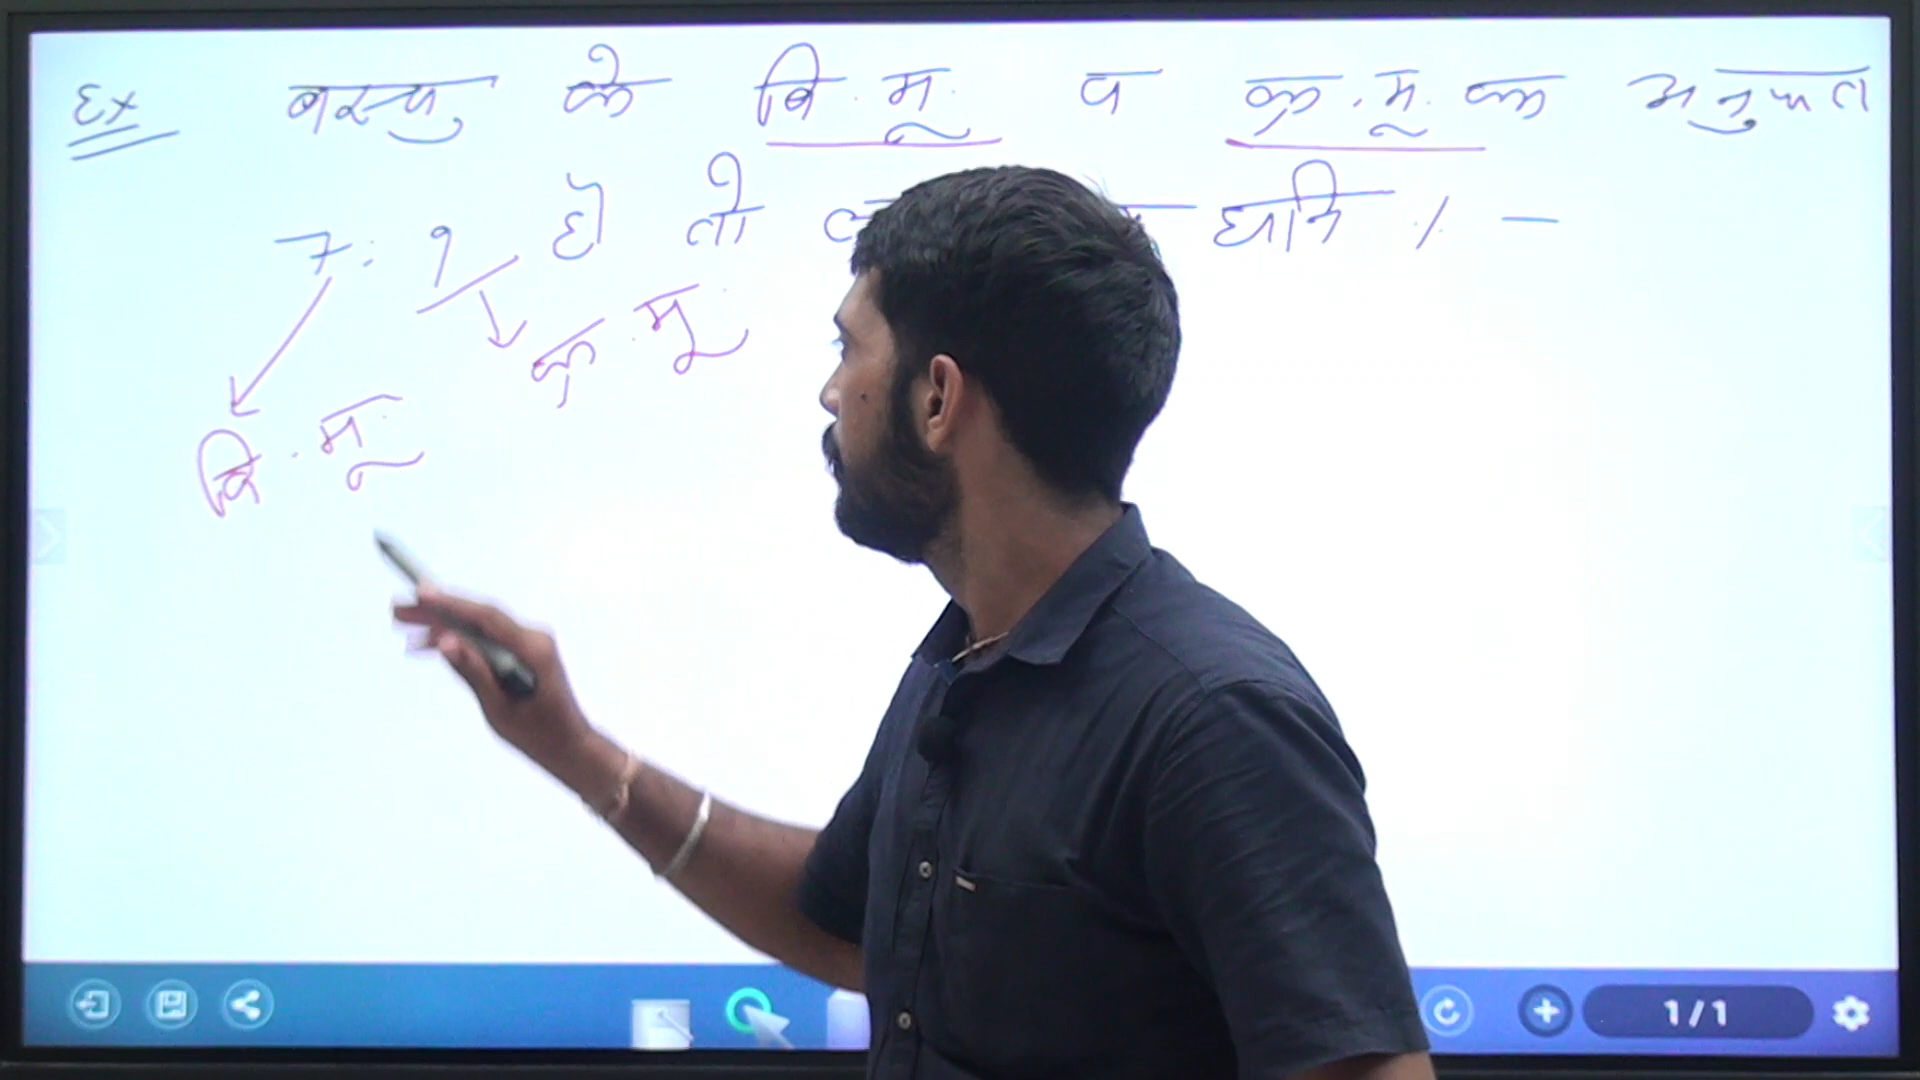 Ex वस्तु के वि.मू. व क्र.मू. का अनुपात
7 : 9 हो तो हानि % -
क्र.मू.
वि.मू.
1/1